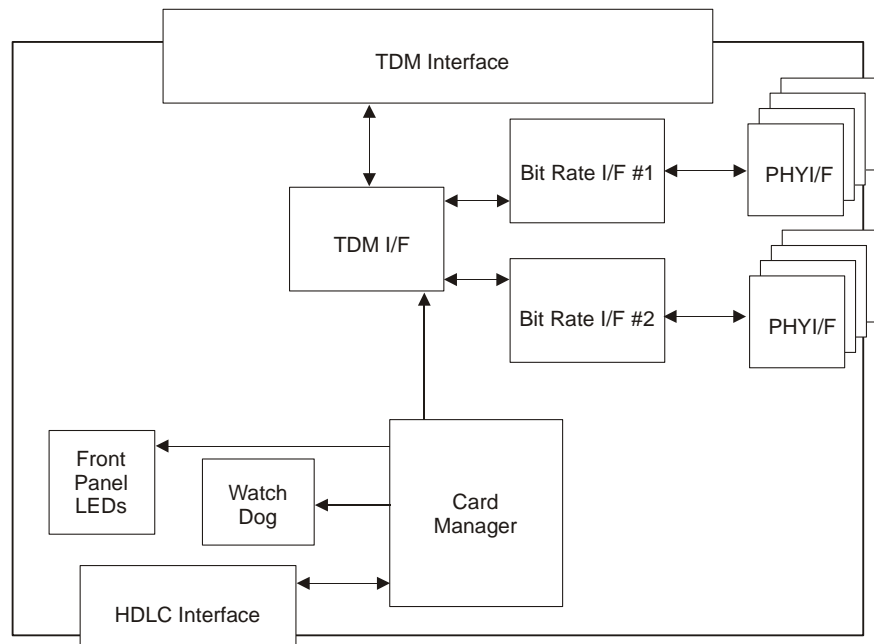 TDM Interface
Bit Rate I/F #1
PHYI/F
TDM I/F
Bit Rate I/F #2
PHYI/F
Front
Panel
LEDs
Watch
Dog
Card
Manager
HDLC Interface